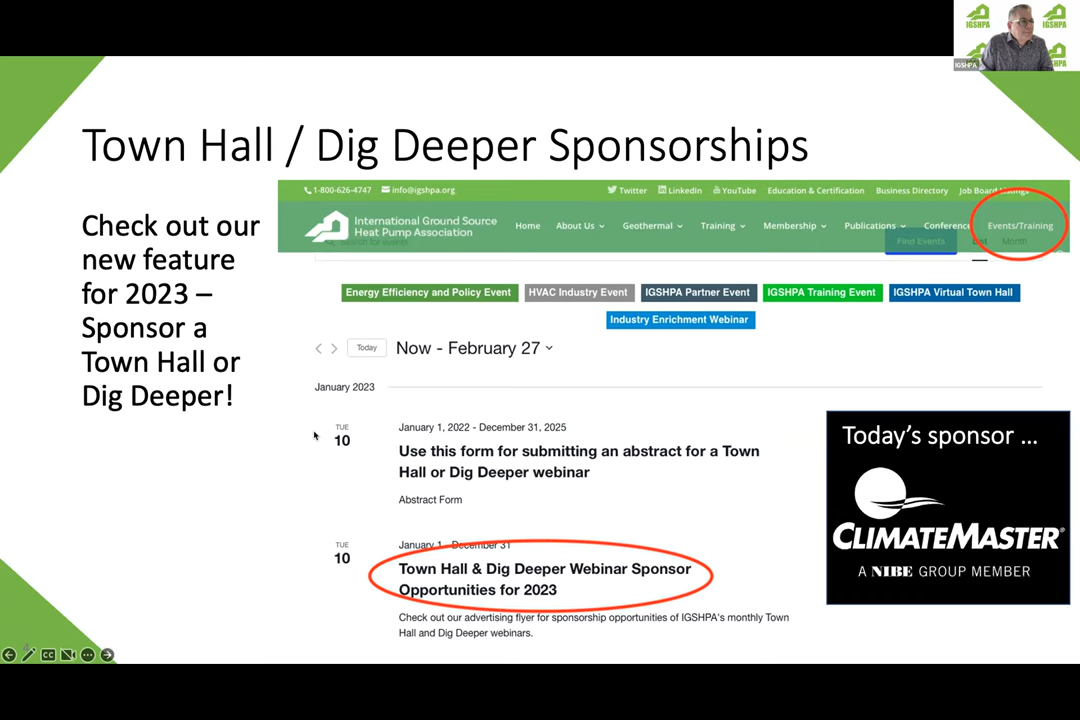 IGSHPA
IGSHPA
IGSHPA
Town Hall / Dig Deeper Sponsorships
Check out our
new feature
for 2023 –
Sponsor a
Town Hall or
Dig Deeper!
1-800-626-4747 info@igshpa.org Twitter LinkedIn YouTube Education & Certification Business Directory Job Board Listings
International Ground Source
Heat Pump Association
Home About Us Geothermal Training Membership Publications Conference Events/Training
Search for events Find Events List Month
Energy Efficiency and Policy Event HVAC Industry Event IGSHPA Partner Event IGSHPA Training Event IGSHPA Virtual Town Hall
Industry Enrichment Webinar
Today Now - February 27
January 2023
TUE
10
January 1, 2022 - December 31, 2025
Use this form for submitting an abstract for a Town
Hall or Dig Deeper webinar
Abstract Form
TUE
10
January 1 - December 31
Town Hall & Dig Deeper Webinar Sponsor
Opportunities for 2023
Check out our advertising flyer for sponsorship opportunities of IGSHPA's monthly Town
Hall and Dig Deeper webinars.
Today's sponsor ...
CLIMATEMASTER®
A NIBE GROUP MEMBER
CC